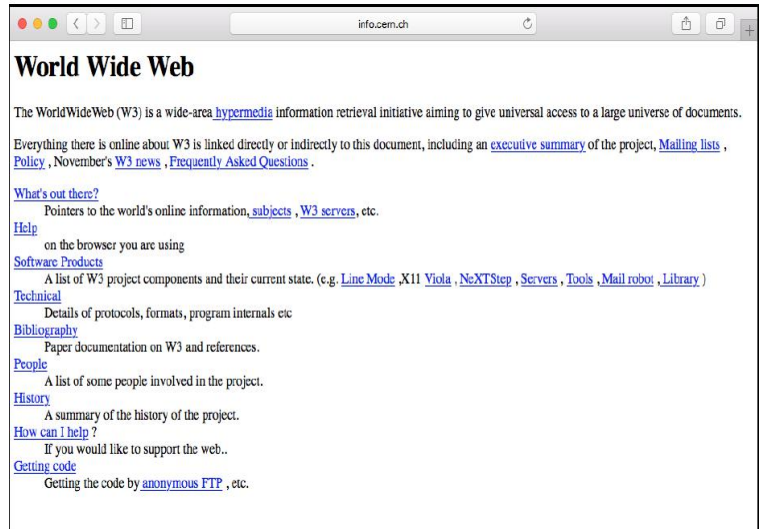 info.cern.ch
World Wide Web
The WorldWideWeb (W3) is a wide-area hypermedia information retrieval initiative aiming to give universal access to a large universe of documents.
Everything there is online about W3 is linked directly or indirectly to this document, including an executive summary of the project, Mailing lists ,
Policy , November's W3 news , Frequently Asked Questions .
What's out there?
Pointers to the world's online information, subjects , W3 servers, etc.
Help
on the browser you are using
Software Products
A list of W3 project components and their current state. (e.g. Line Mode ,X11 Viola , NeXTStep , Servers , Tools , Mail robot , Library )
Technical
Details of protocols, formats, program internals etc
Bibliography
Paper documentation on W3 and references.
People
A list of some people involved in the project.
History
A summary of the history of the project.
How can I help ?
If you would like to support the web..
Getting code
Getting the code by anonymous FTP , etc.